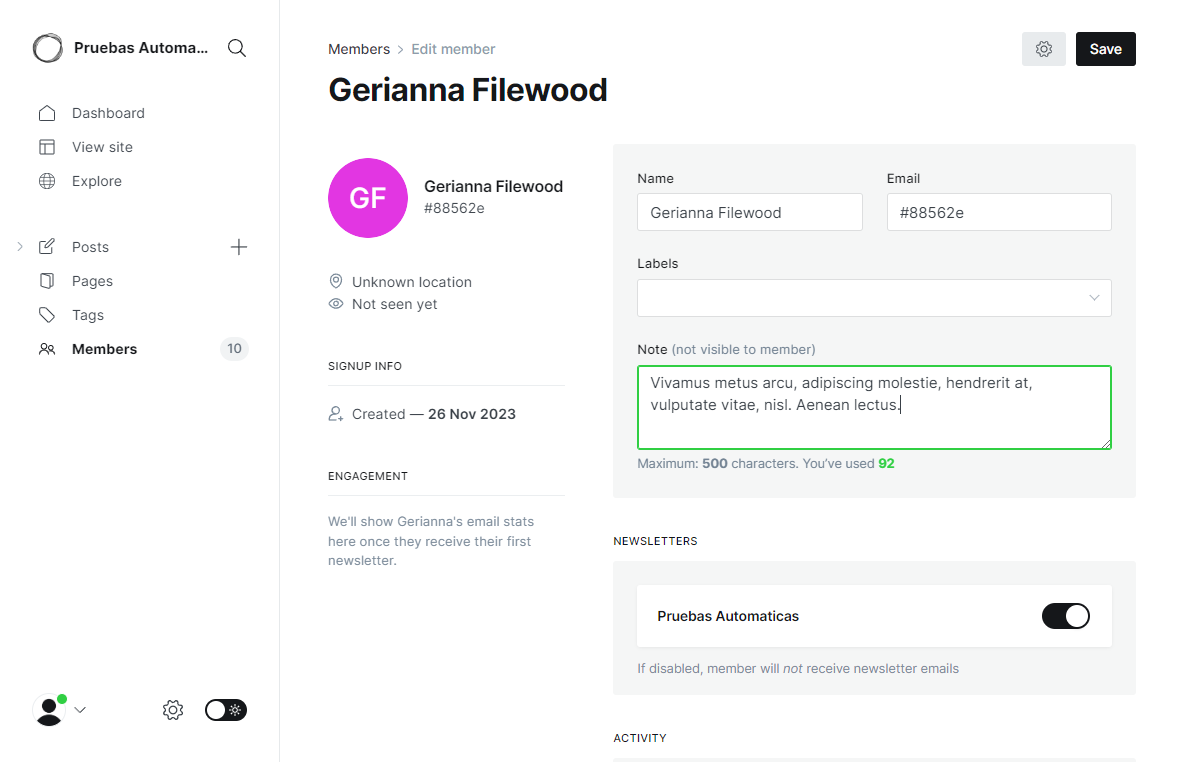 Pruebas Automa...
Dashboard
View site
Explore
Posts
Pages
Tags
Members
10
Members > Edit member
Save
Gerianna Filewood
GF
Gerianna Filewood
#88562e
Unknown location
Not seen yet
SIGNUP INFO
Created — 26 Nov 2023
ENGAGEMENT
We'll show Gerianna's email stats
here once they receive their first
newsletter.
Name
Email
Gerianna Filewood
#88562e
Labels
Note (not visible to member)
Vivamus metus arcu, adipiscing molestie, hendrerit at,
vulputate vitae, nisl. Aenean lectus.
Maximum: 500 characters. You’ve used 92
NEWSLETTERS
Pruebas Automaticas
If disabled, member will not receive newsletter emails
ACTIVITY